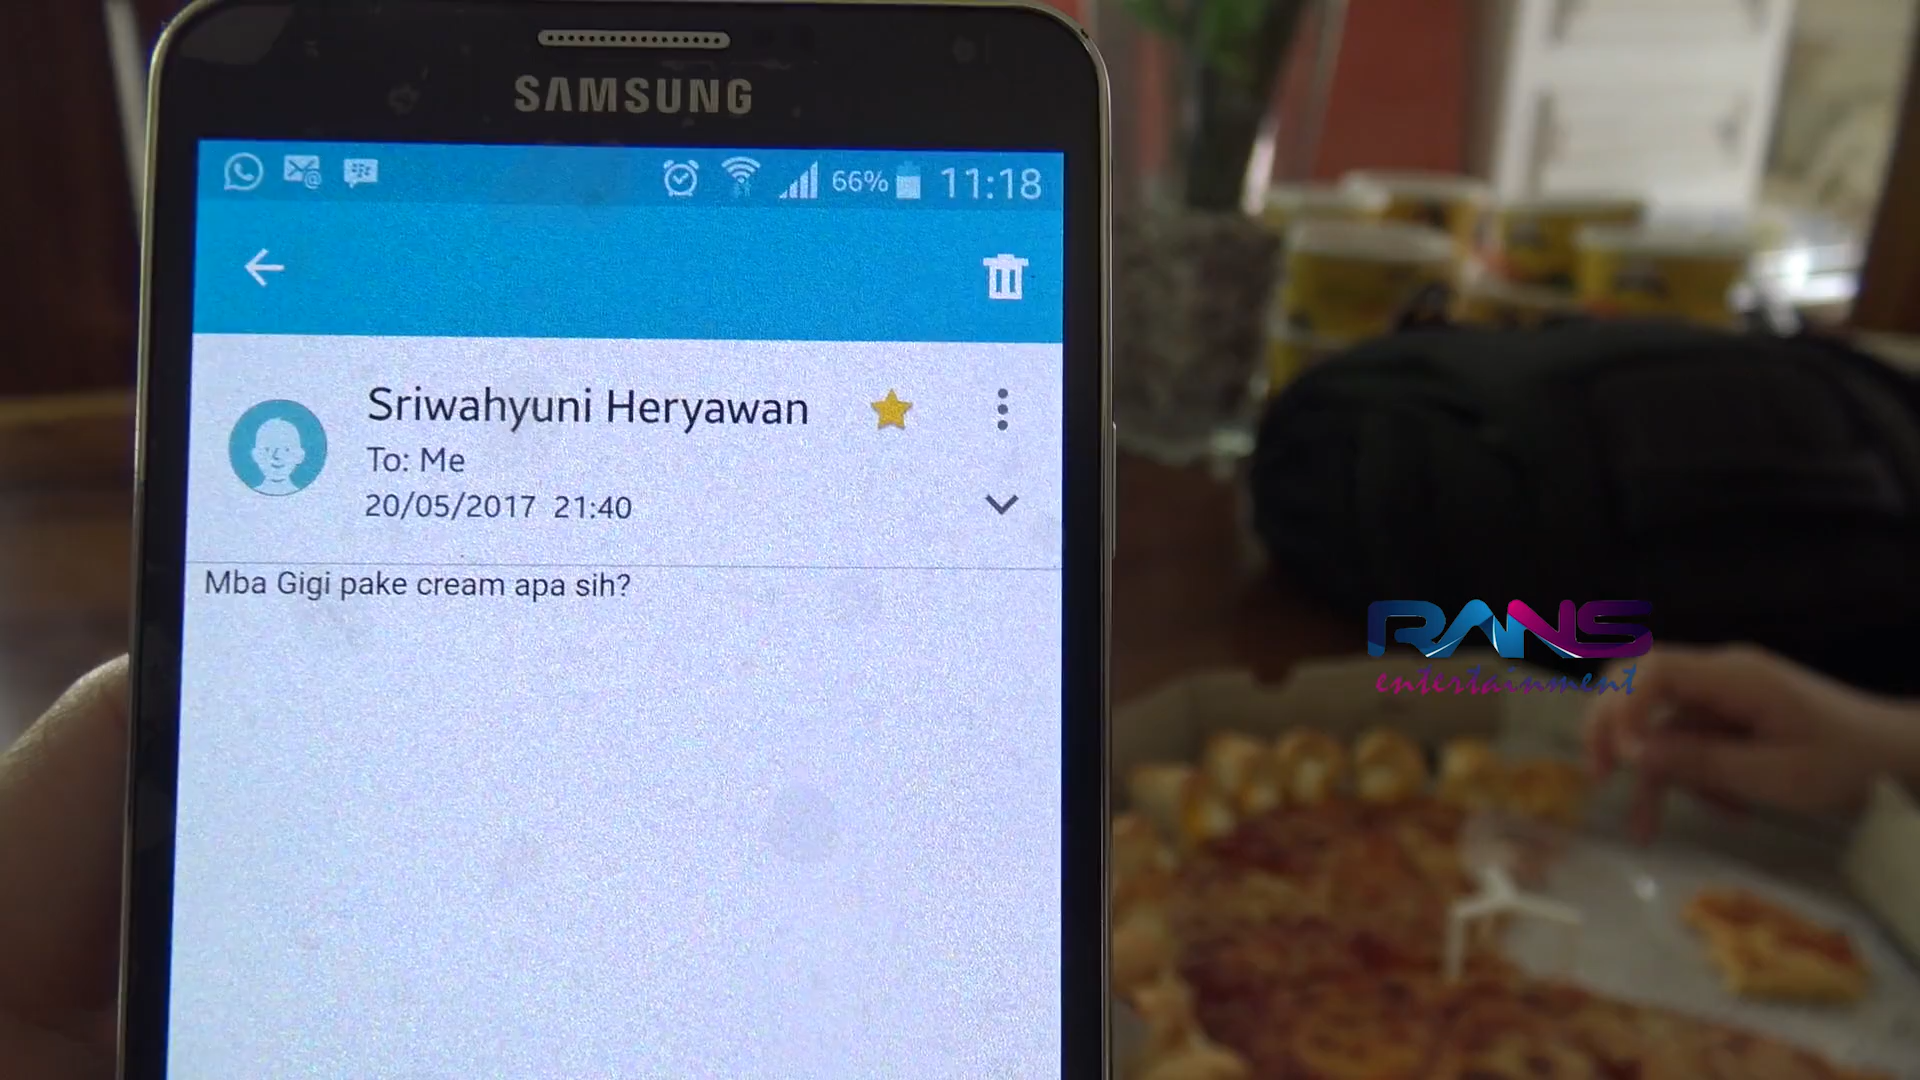 SAMSUNG
66% 11:18
Sriwahyuni Heryawan
To: Me
20/05/2017 21:40
Mba Gigi pake cream apa sih?
RANS
entertainment